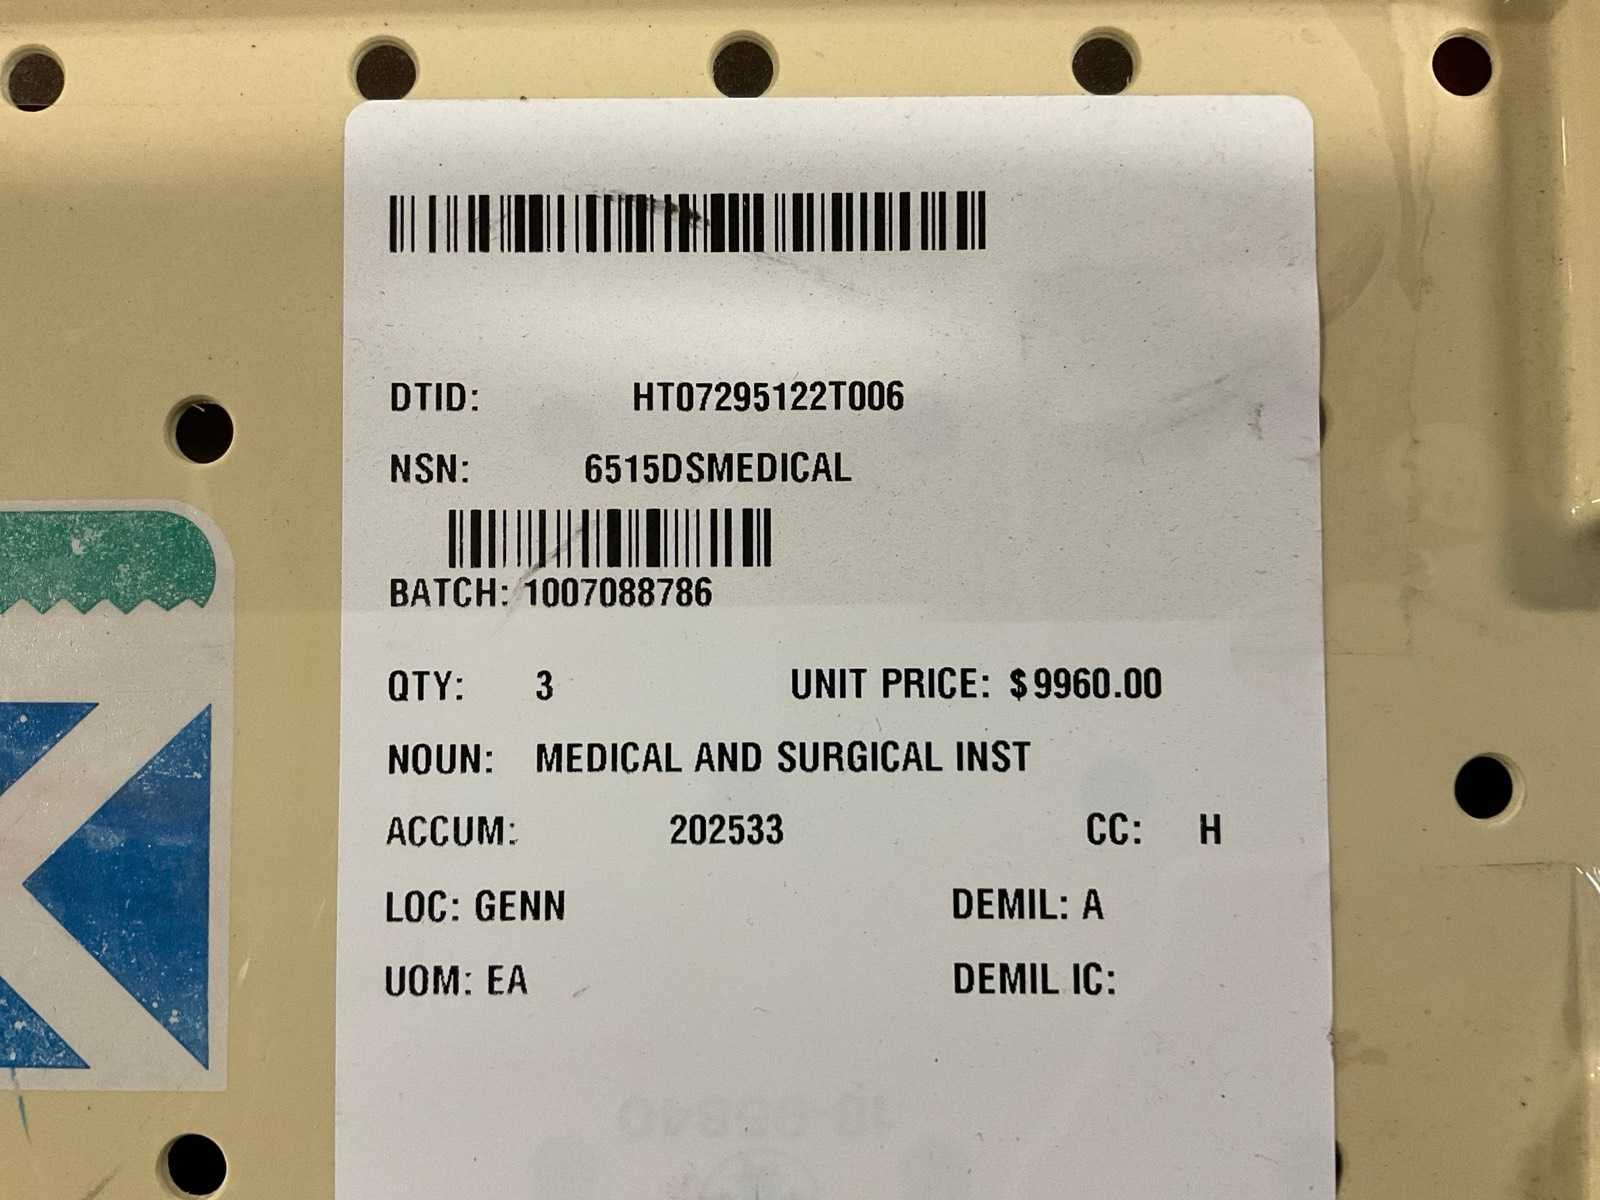 DTID: HT07295122T006
NSN: 6515DSMEDICAL
BATCH: 1007088786
QTY: 3 UNIT PRICE: $9960.00
NOUN: MEDICAL AND SURGICAL INST
ACCUM: 202533 CC: H
LOC: GENN DEMIL: A
UOM: EA DEMIL IC: